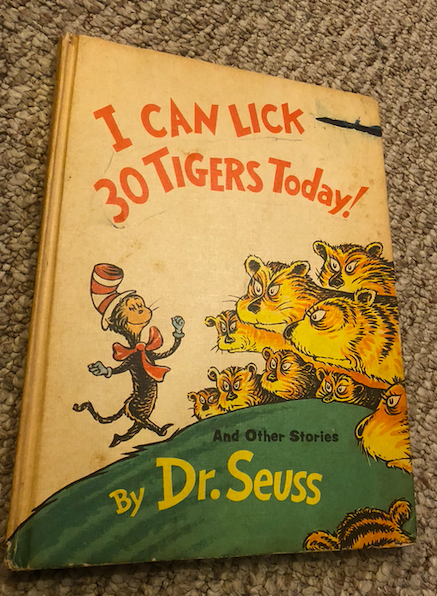 I CAN LICK
30 TIGERS Today!
And Other Stories
By Dr. Seuss